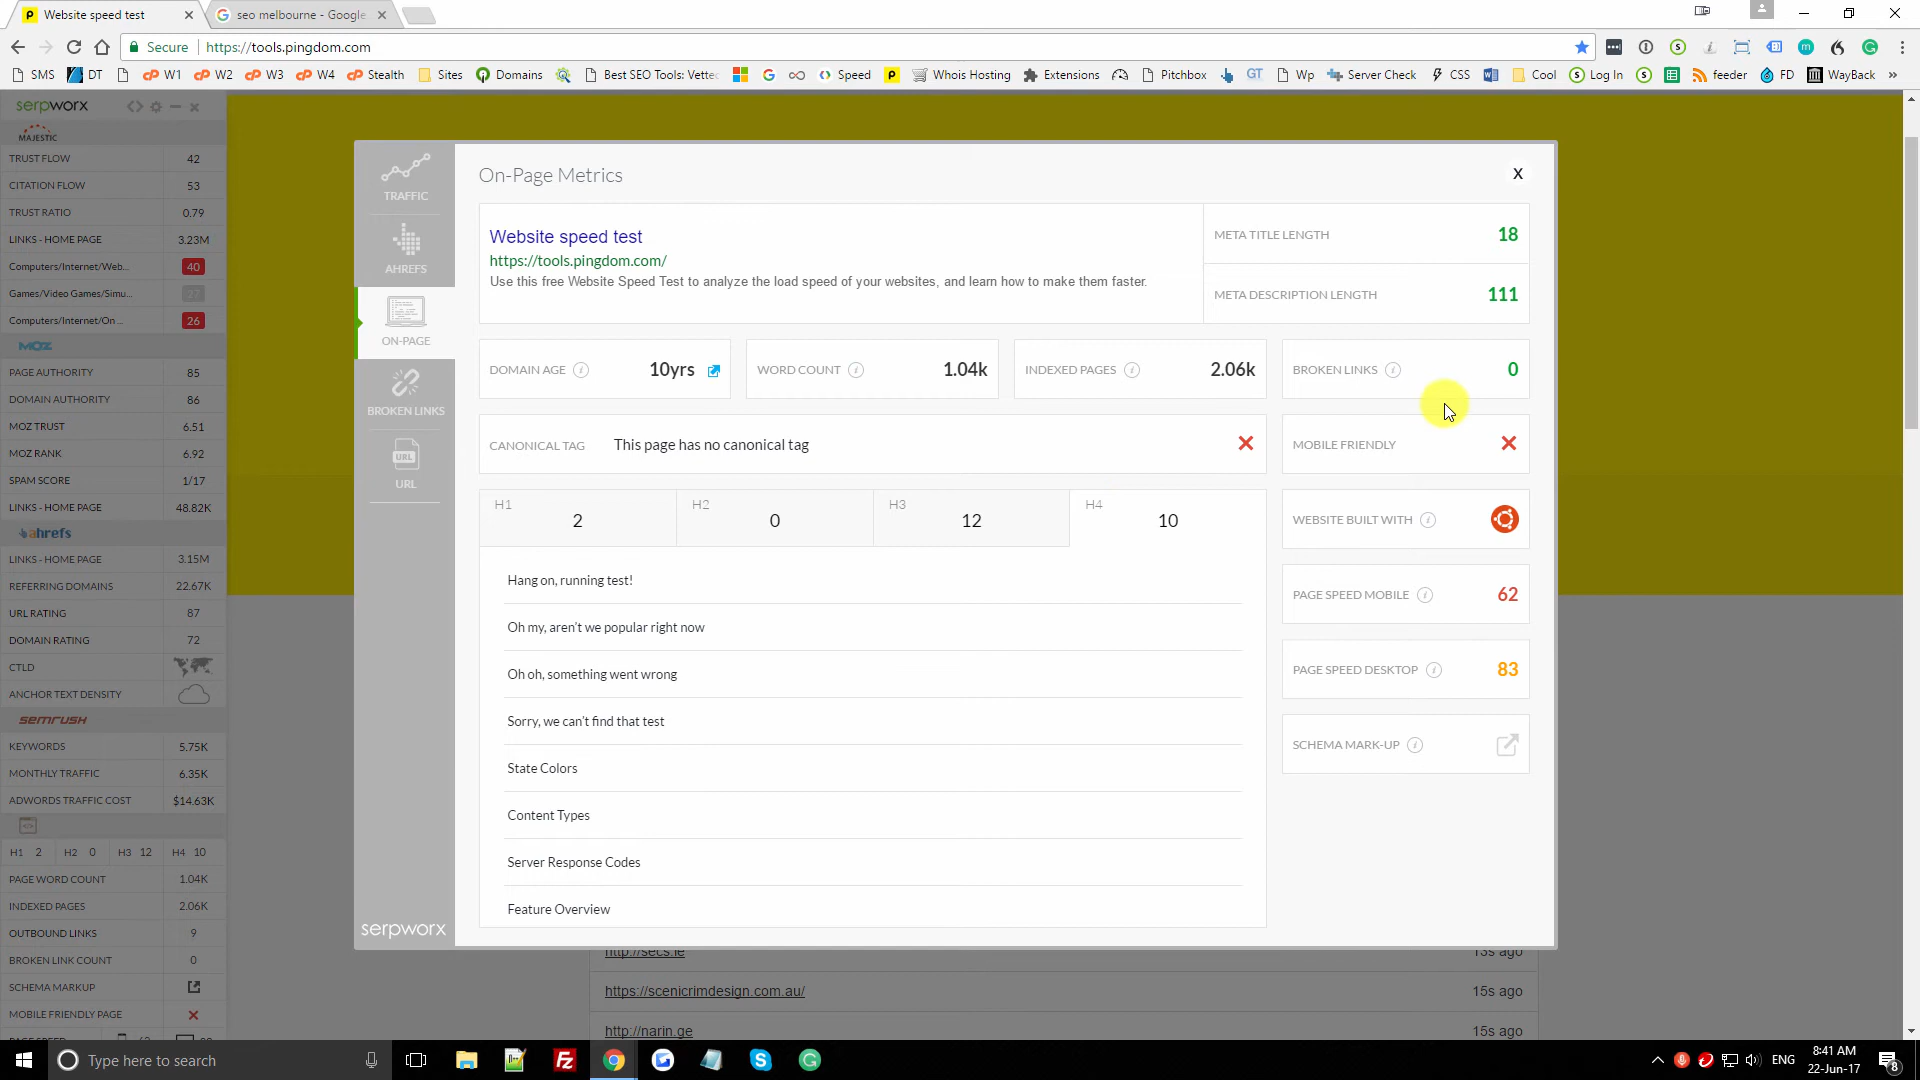 Website speed test
seo melbourne - Google
Secure
https://tools.pingdom.com
SMS
DT
W1
W2
W3
W4
Stealth
Sites
Domains
Best SEO Tools: Vettec
Speed
Whois Hosting
Extensions
Pitchbox
GT
Wp
Server Check
CSS
Cool
Log In
feeder
FD
WayBack
serpworx
MAJESTIC
TRUST FLOW 42
CITATION FLOW 53
TRUST RATIO 0.79
LINKS - HOME PAGE 3.23M
Computers/Internet/Web... 40
Games/Video Games/Simu... 27
Computers/Internet/On ... 26
MOZ
PAGE AUTHORITY 85
DOMAIN AUTHORITY 86
MOZ TRUST 6.51
MOZ RANK 6.92
SPAM SCORE 1/17
LINKS - HOME PAGE 48.82K
ahrefs
LINKS - HOME PAGE 3.15M
REFERRING DOMAINS 22.67K
URL RATING 87
DOMAIN RATING 72
CTLD
ANCHOR TEXT DENSITY
SEMRUSH
KEYWORDS 5.75K
MONTHLY TRAFFIC 6.35K
ADWORDS TRAFFIC COST $14.63K
H1 2 H2 0 H3 12 H4 10
PAGE WORD COUNT 1.04K
INDEXED PAGES 2.06K
OUTBOUND LINKS 9
BROKEN LINK COUNT 0
SCHEMA MARKUP
MOBILE FRIENDLY PAGE
TRAFFIC
AHREFS
ON-PAGE
BROKEN LINKS
URL
URL
serpworx
On-Page Metrics
X
Website speed test
https://tools.pingdom.com/
Use this free Website Speed Test to analyze the load speed of your websites, and learn how to make them faster.
META TITLE LENGTH 18
META DESCRIPTION LENGTH 111
DOMAIN AGE 10yrs
WORD COUNT 1.04k
INDEXED PAGES 2.06k
BROKEN LINKS 0
CANONICAL TAG This page has no canonical tag
MOBILE FRIENDLY
H1 2
H2 0
H3 12
H4 10
Hang on, running test!
Oh my, aren't we popular right now
Oh oh, something went wrong
Sorry, we can't find that test
State Colors
Content Types
Server Response Codes
Feature Overview
WEBSITE BUILT WITH
PAGE SPEED MOBILE 62
PAGE SPEED DESKTOP 83
SCHEMA MARK-UP
http://secs.ie 13s ago
https://scenicrimdesign.com.au/ 15s ago
http://narin.ge 15s ago
Type here to search
ENG
8:41 AM
22-Jun-17
8